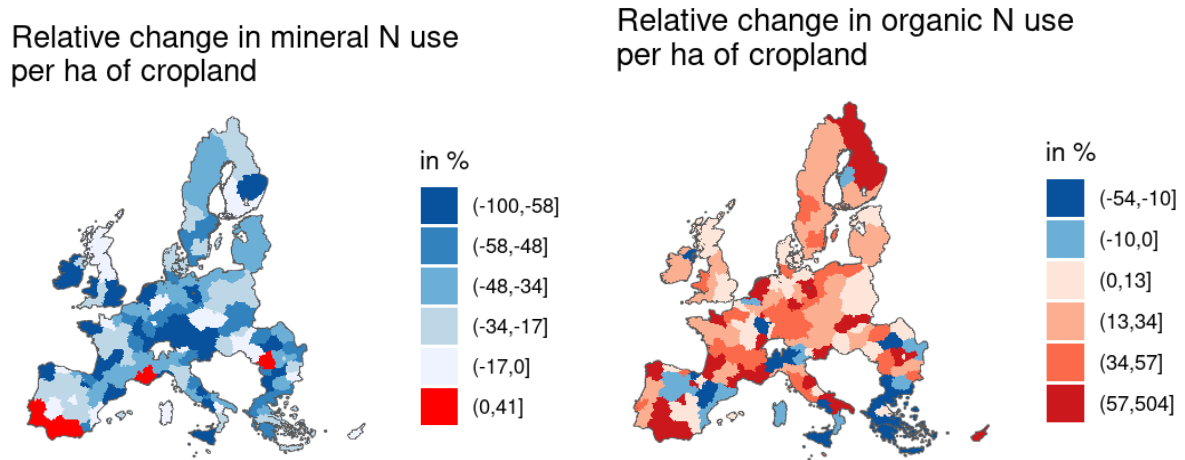 Relative change in mineral N use
per ha of cropland
in %
(-100,-58]
(-58,-48]
(-48,-34]
(-34,-17]
(-17,0]
(0,41]
Relative change in organic N use
per ha of cropland
in %
(-54,-10]
(-10,0]
(0,13]
(13,34]
(34,57]
(57,504]